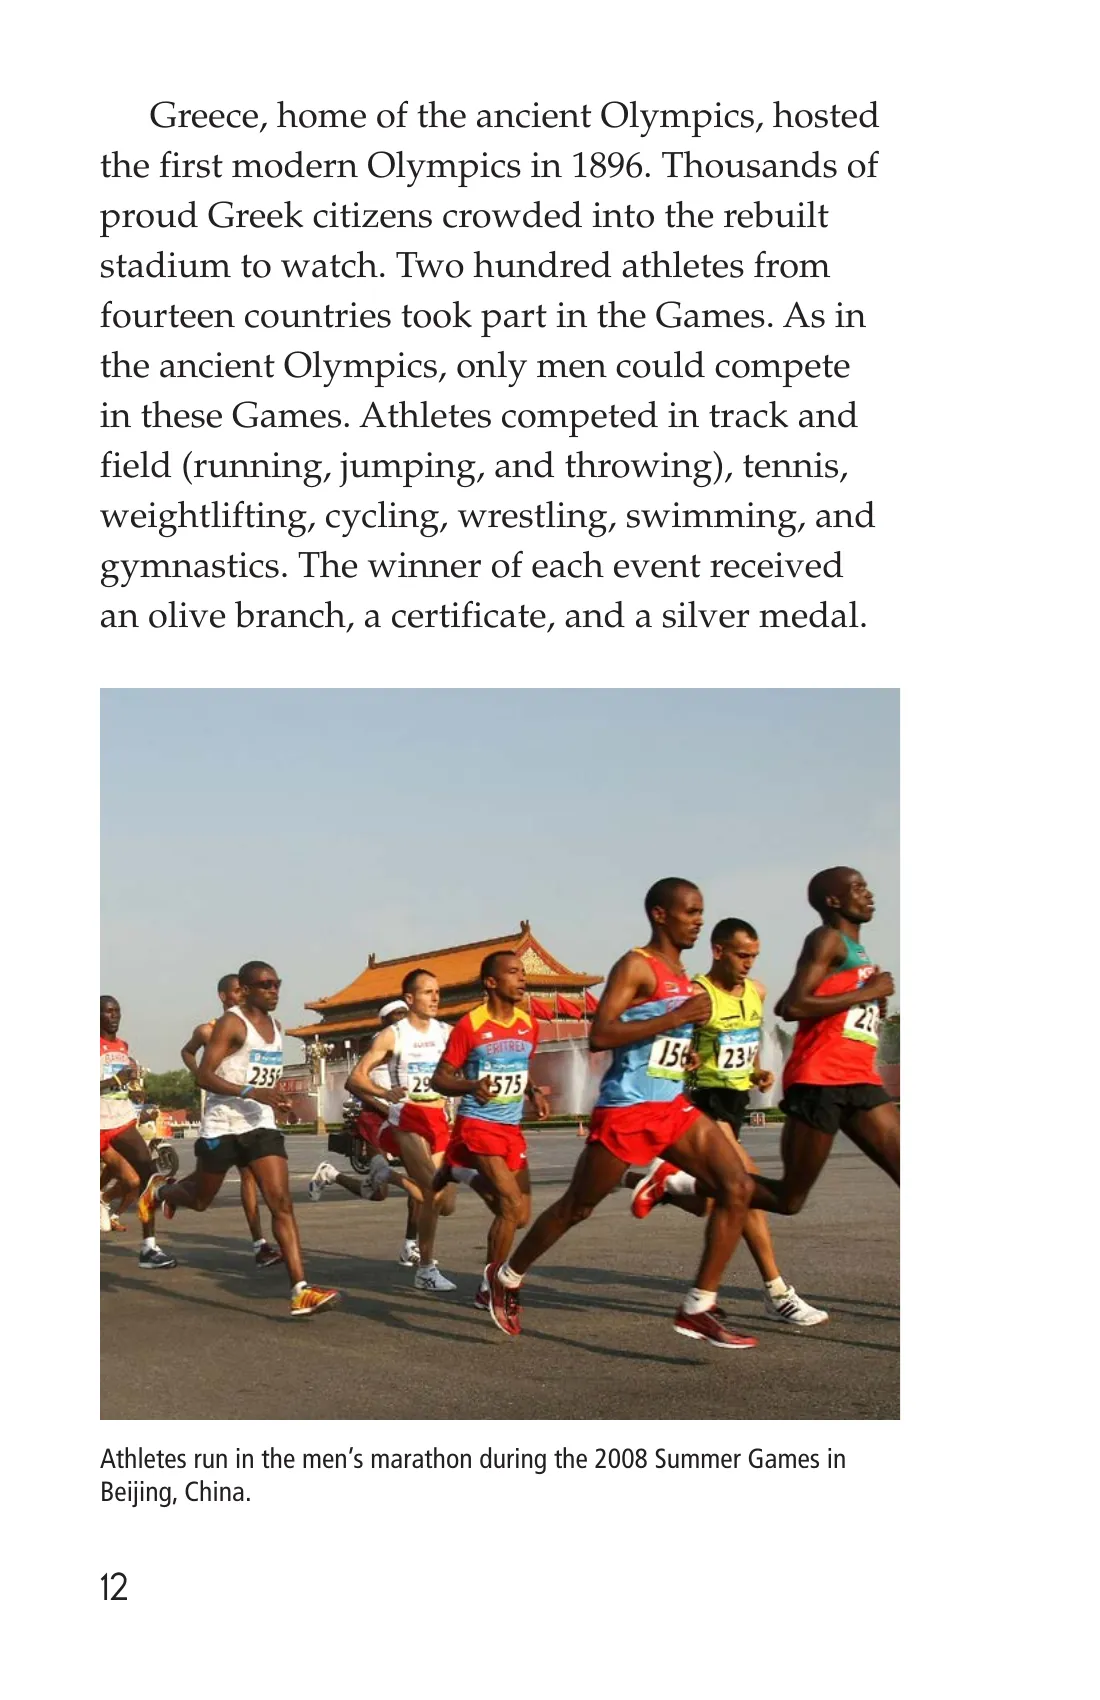 Greece, home of the ancient Olympics, hosted
the first modern Olympics in 1896. Thousands of
proud Greek citizens crowded into the rebuilt
stadium to watch. Two hundred athletes from
fourteen countries took part in the Games. As in
the ancient Olympics, only men could compete
in these Games. Athletes competed in track and
field (running, jumping, and throwing), tennis,
weightlifting, cycling, wrestling, swimming, and
gymnastics. The winner of each event received
an olive branch, a certificate, and a silver medal.
ERITREA
2359
29
1575
156
234
22
Athletes run in the men’s marathon during the 2008 Summer Games in
Beijing, China.
12